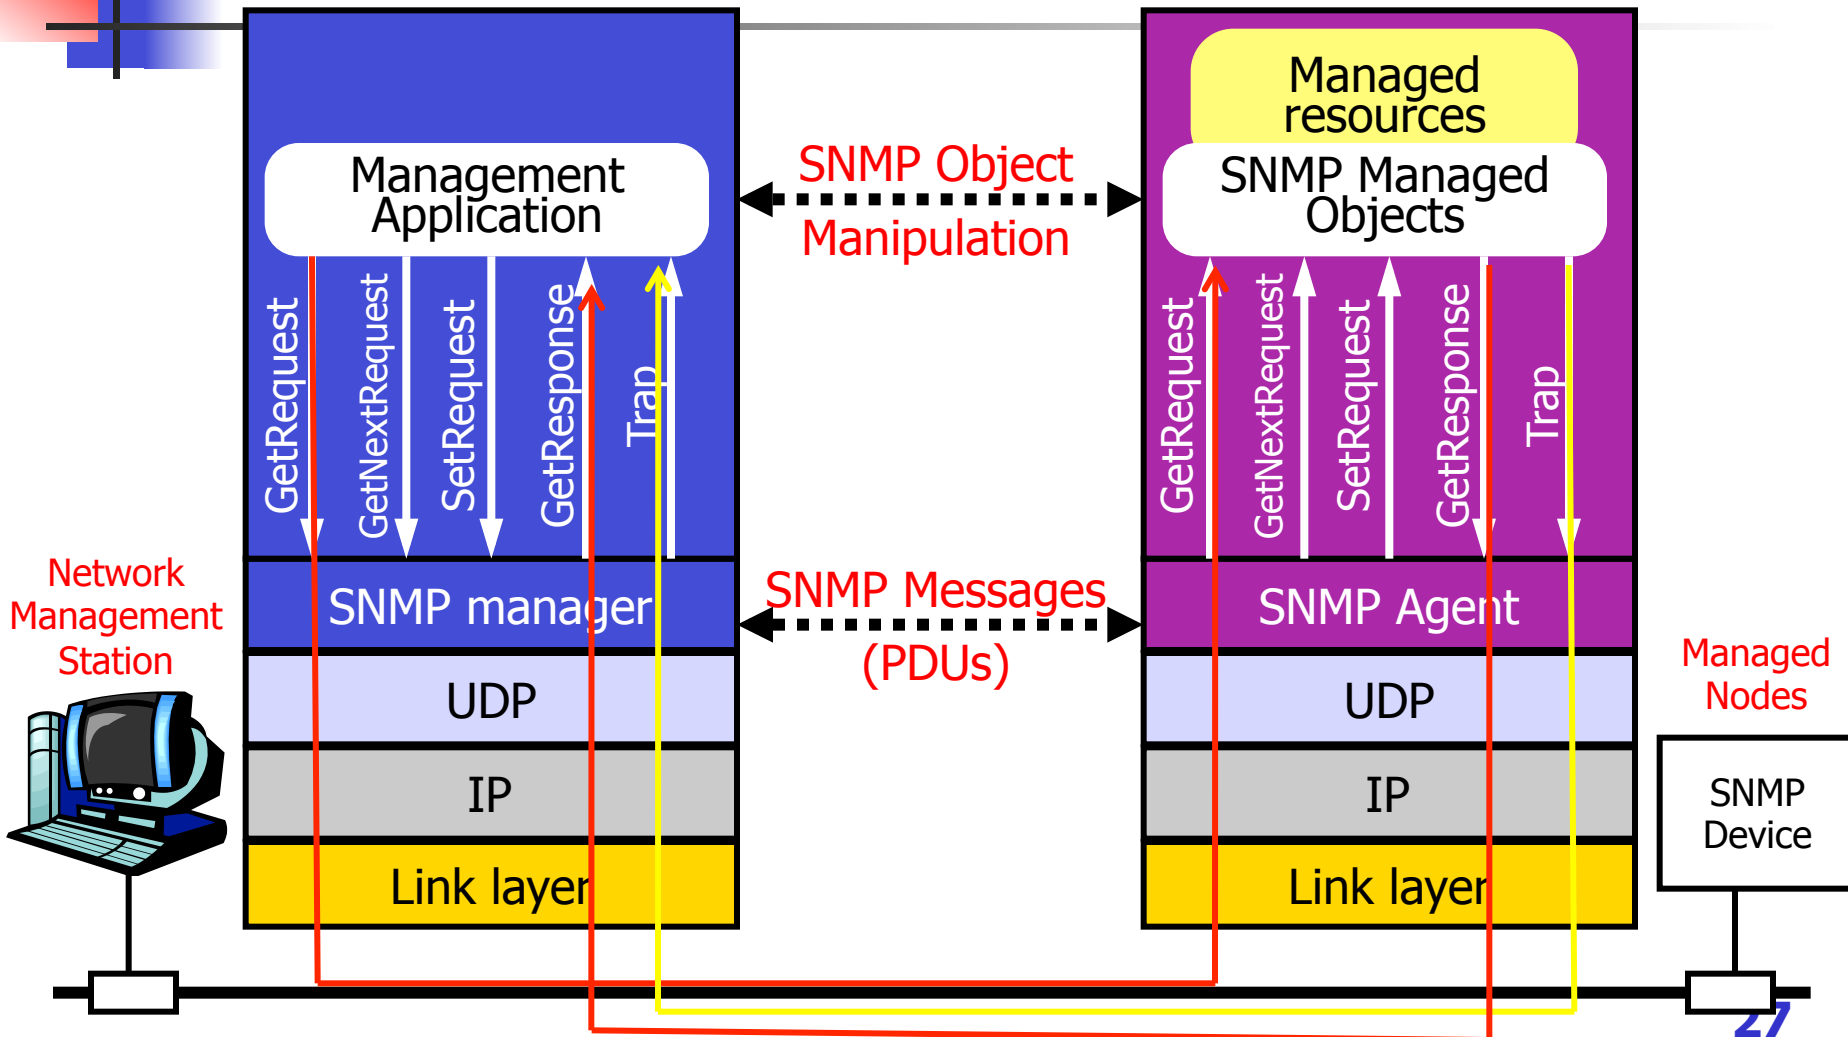 Managed
resources
Management
Application
SNMP Object
Manipulation
SNMP Managed
Objects
GetRequest
GetNextRequest
SetRequest
GetResponse
Trap
GetRequest
GetNextRequest
SetRequest
GetResponse
Trap
Network
Management
Station
SNMP manager
SNMP Messages
(PDUs)
SNMP Agent
Managed
Nodes
UDP
UDP
IP
IP
SNMP
Device
Link layer
Link layer
27